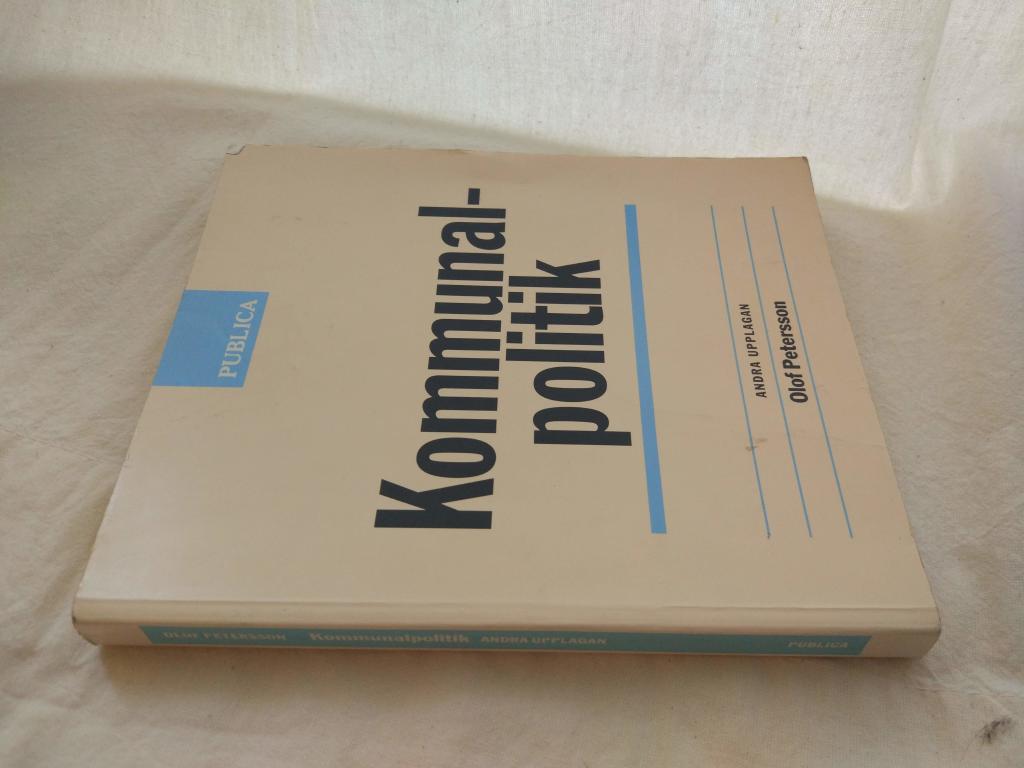 PUBLICA
Kommunal-
politik
ANDRA UPPLAGAN
Olof Petersson
OLOF PETERSSON Kommunalpolitik ANDRA UPPLAGAN PUBLICA